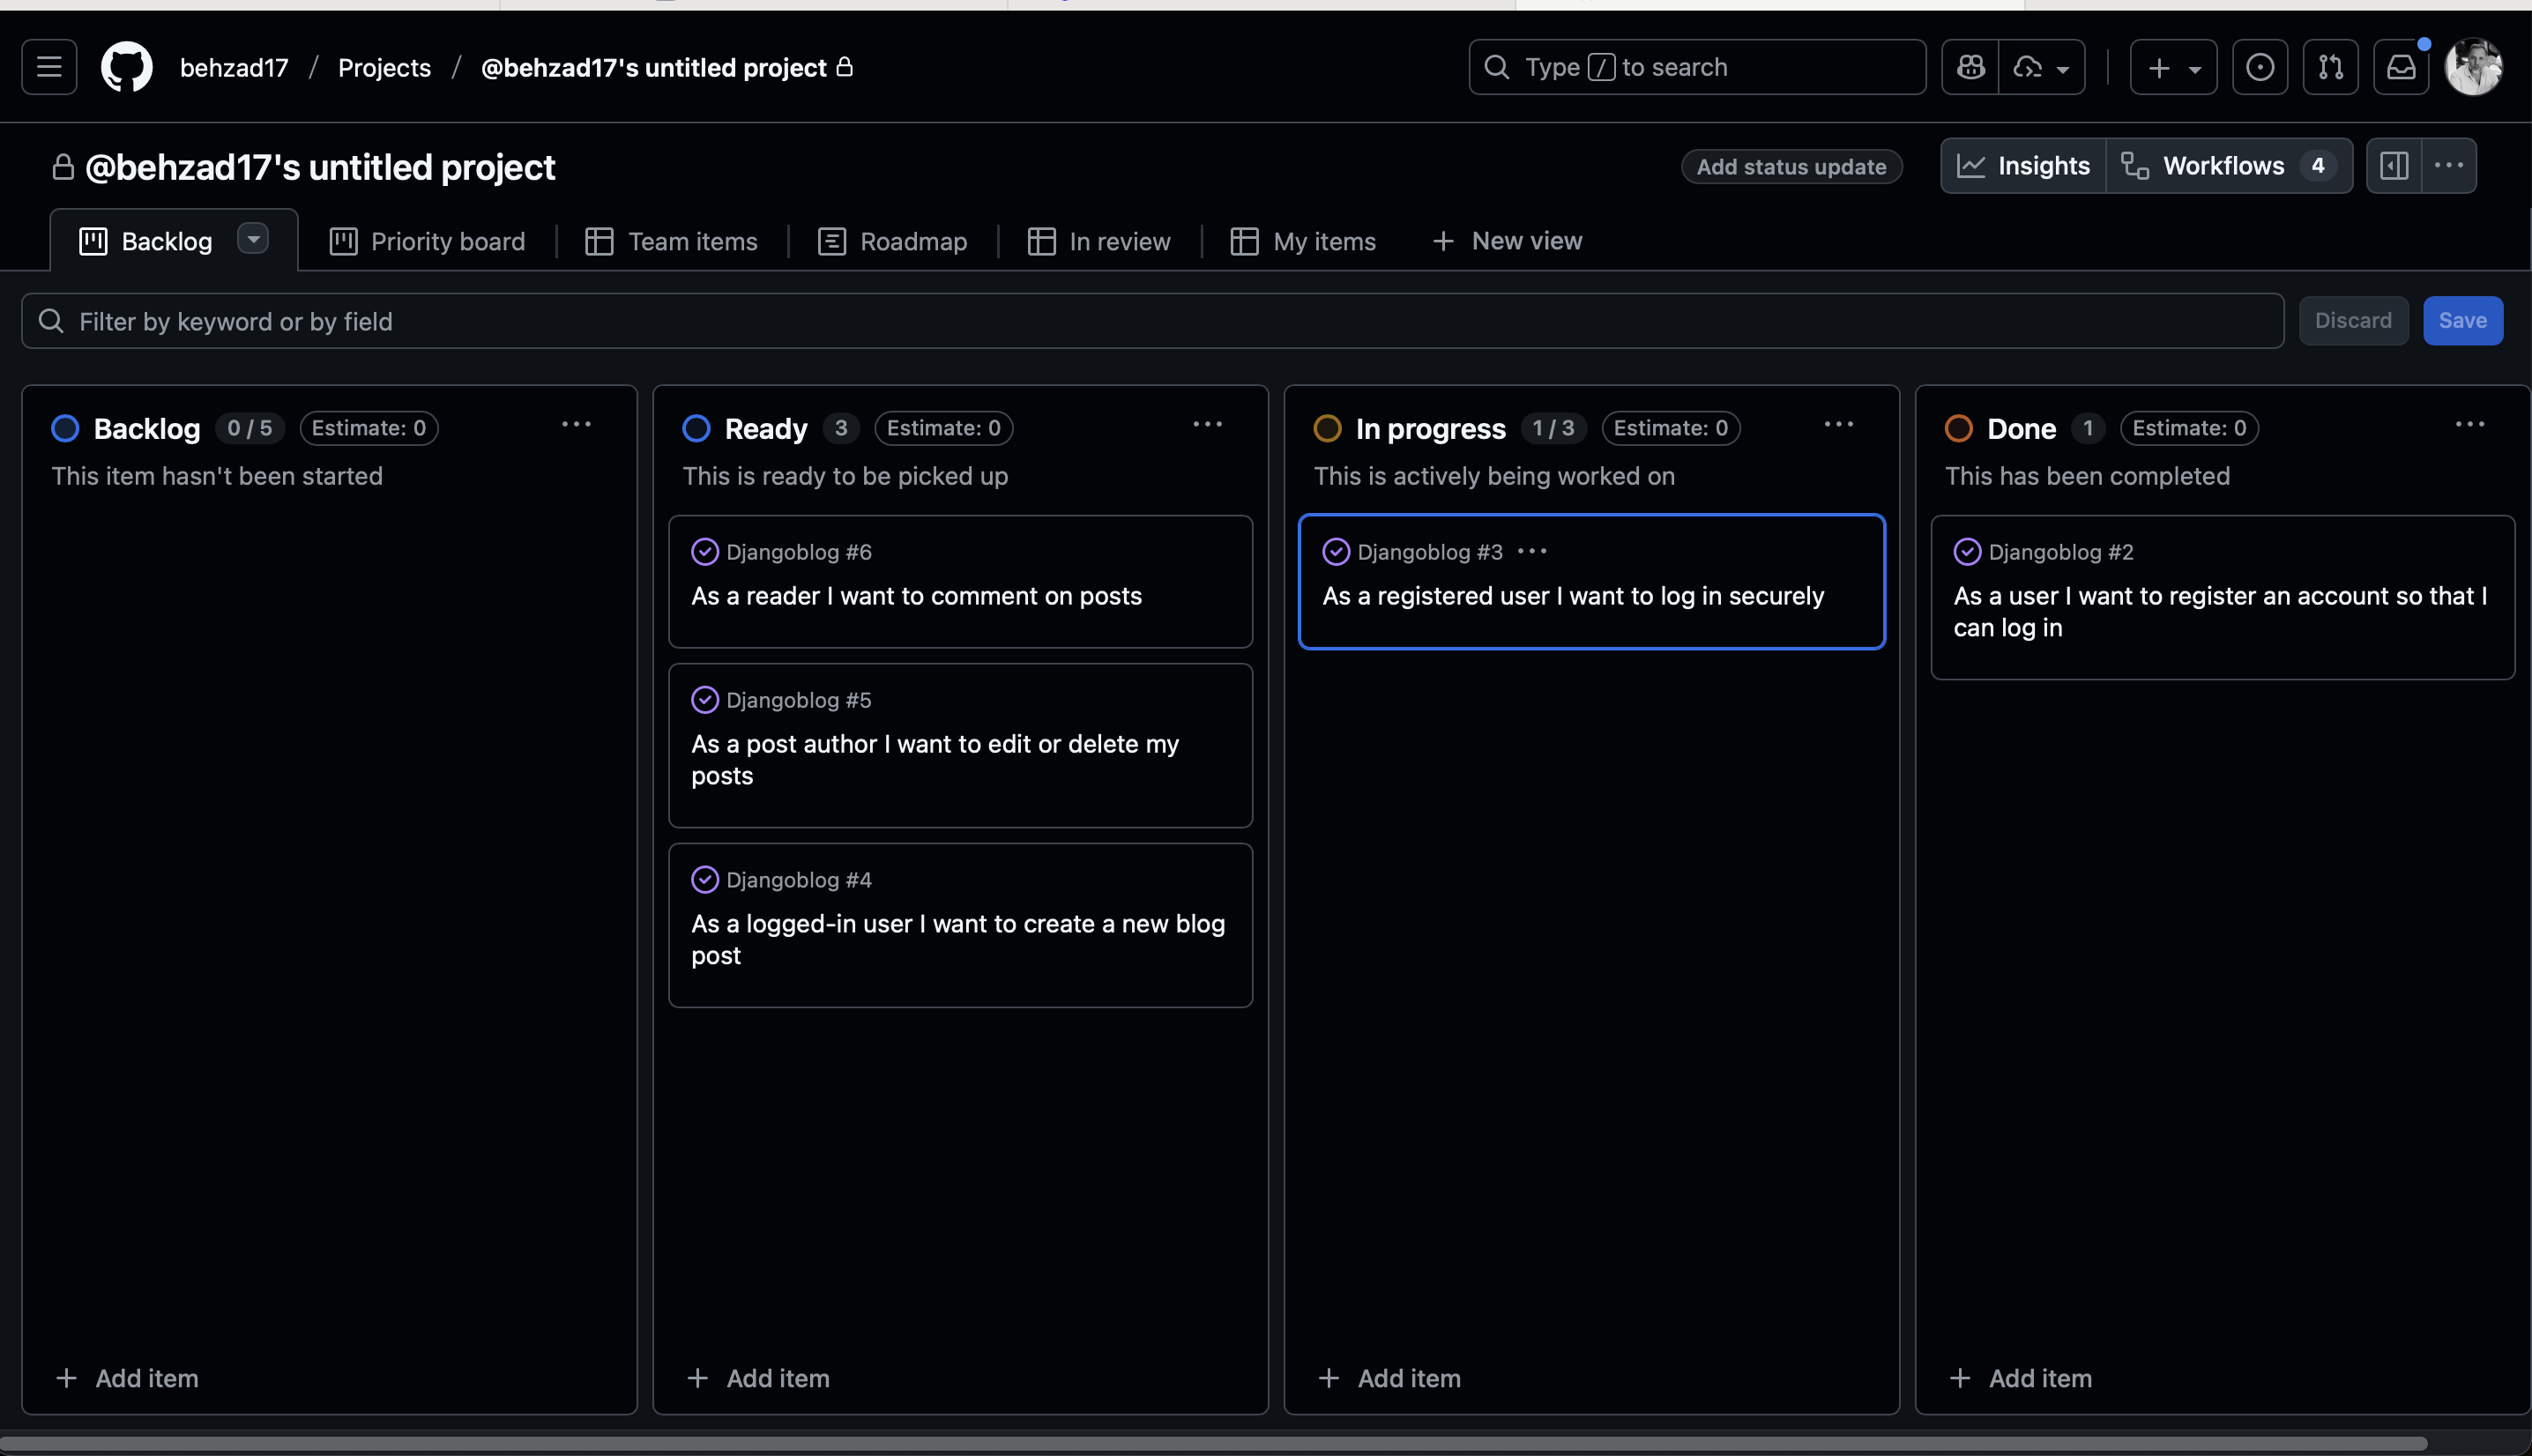 behzad17 / Projects / @behzad17's untitled project
Type / to search
@behzad17's untitled project
Add status update
Insights
Workflows 4
Backlog
Priority board
Team items
Roadmap
In review
My items
New view
Filter by keyword or by field
Discard
Save
Backlog 0 / 5 Estimate: 0
This item hasn't been started
Add item
Ready 3 Estimate: 0
This is ready to be picked up
Djangoblog #6
As a reader I want to comment on posts
Djangoblog #5
As a post author I want to edit or delete my
posts
Djangoblog #4
As a logged-in user I want to create a new blog
post
Add item
In progress 1 / 3 Estimate: 0
This is actively being worked on
Djangoblog #3
As a registered user I want to log in securely
Add item
Done 1 Estimate: 0
This has been completed
Djangoblog #2
As a user I want to register an account so that I
can log in
Add item